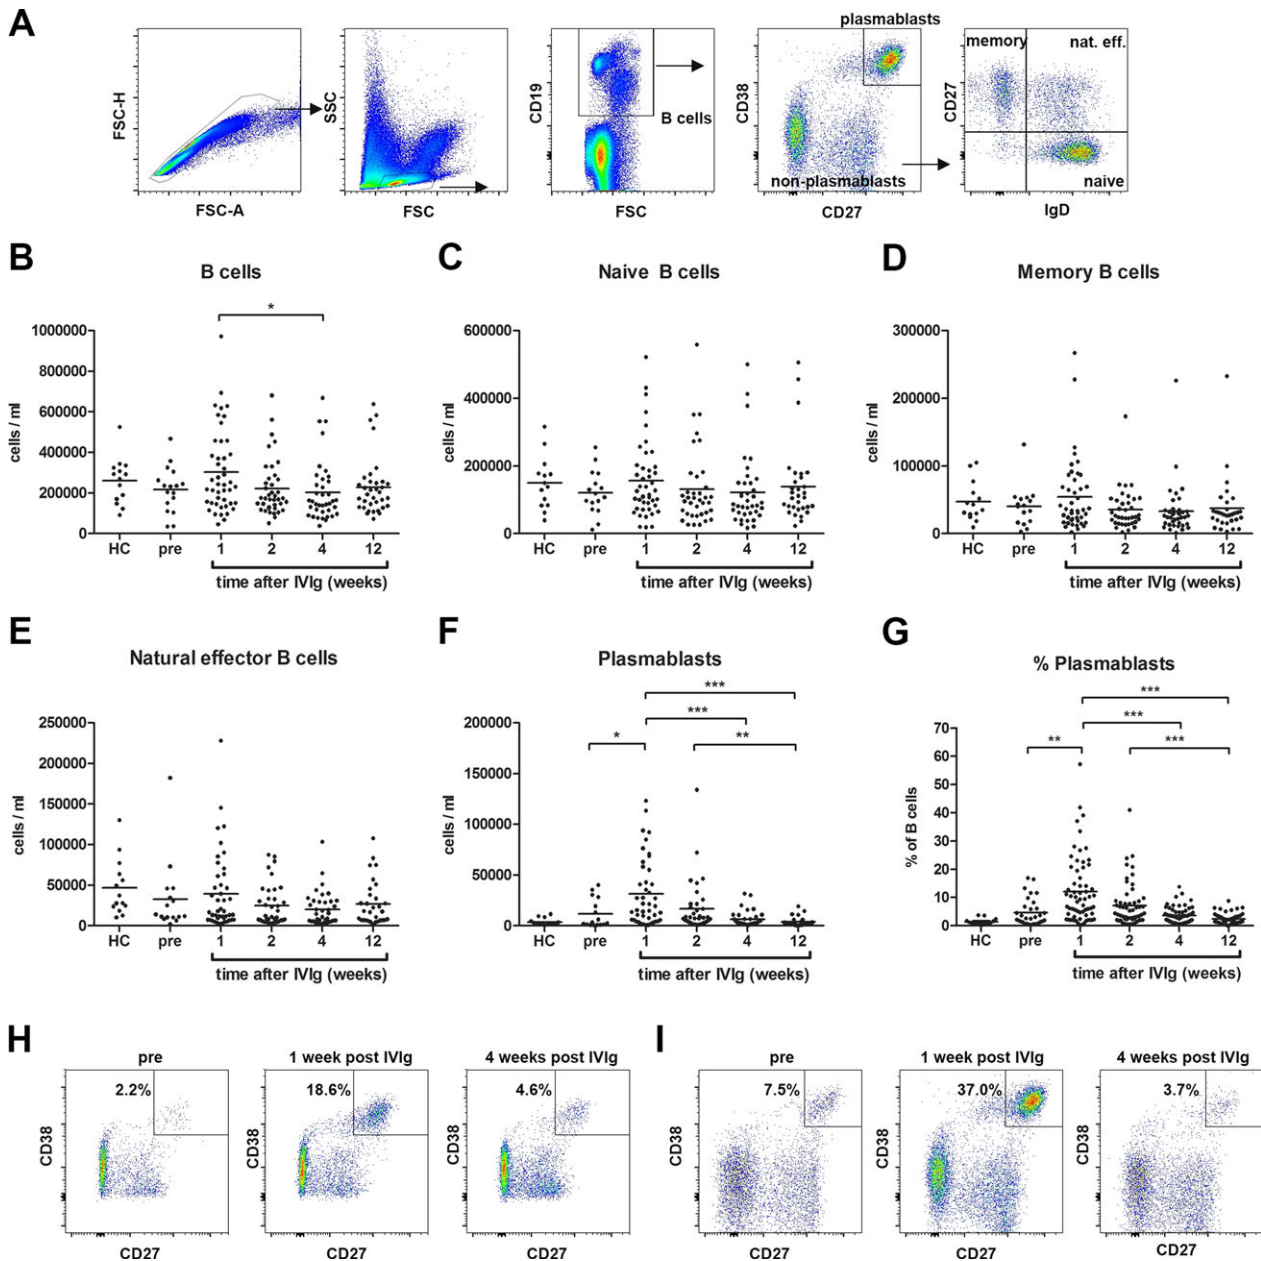 A
plasmablasts
FSC-H
FSC-A
SSC
FSC
CD19
B cells
FSC
CD38
non-plasmablasts
CD27
memory
nat. eff.
CD27
naive
IgD
B
B cells
*
cells / ml
1000000
800000
600000
400000
200000
0
HC pre 1 2 4 12
time after IVIg (weeks)
C
Naive B cells
cells / ml
600000
400000
200000
0
HC pre 1 2 4 12
time after IVIg (weeks)
D
Memory B cells
cells / ml
300000
200000
100000
0
HC pre 1 2 4 12
time after IVIg (weeks)
E
Natural effector B cells
cells / ml
250000
200000
150000
100000
50000
0
HC pre 1 2 4 12
time after IVIg (weeks)
F
Plasmablasts
***
***
* **
cells / ml
200000
150000
100000
50000
0
HC pre 1 2 4 12
time after IVIg (weeks)
G
% Plasmablasts
***
***
** ***
% of B cells
70
60
50
40
30
20
10
0
HC pre 1 2 4 12
time after IVIg (weeks)
H
pre
2.2%
CD38
CD27
1 week post IVIg
18.6%
CD38
CD27
4 weeks post IVIg
4.6%
CD38
CD27
I
pre
7.5%
CD38
CD27
1 week post IVIg
37.0%
CD38
CD27
4 weeks post IVIg
3.7%
CD38
CD27